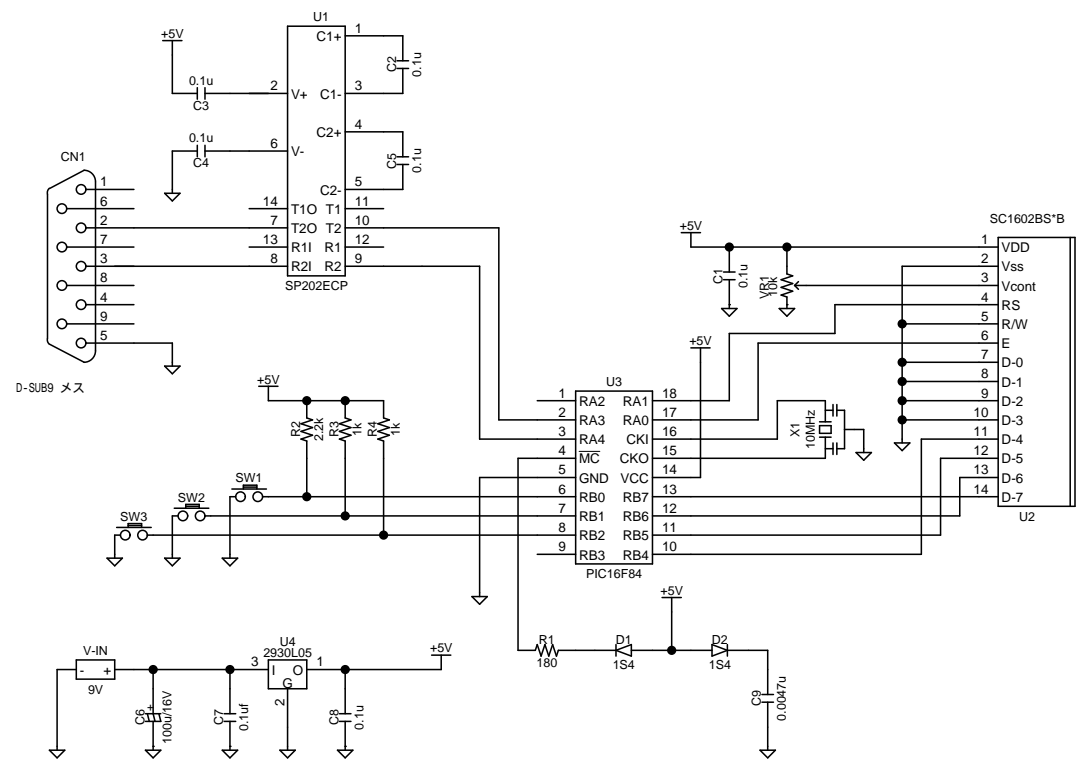 U1
+5V
C1+
1
C2
0.1u
0.1u
C3
2
V+
C1-
3
C2+
4
0.1u
C4
6
V-
C5
0.1u
C2-
5
CN1
1
6
2
7
3
8
4
9
5
14
T1O
T1
11
7
T2O
T2
10
13
R1I
R1
12
8
R2I
R2
9
SP202ECP
D-SUB9 メス
SC1602BS*B
+5V
C1
0.1u
VR1
10k
1
VDD
2
Vss
3
Vcont
4
RS
5
R/W
6
E
7
D-0
8
D-1
9
D-2
10
D-3
11
D-4
12
D-5
13
D-6
14
D-7
U2
+5V
+5V
R2
2.2k
R3
1k
R4
1k
SW1
SW2
SW3
U3
1
RA2
RA1
18
2
RA3
RA0
17
3
RA4
CKI
16
4
MC
CKO
15
5
GND
VCC
14
6
RB0
RB7
13
7
RB1
RB6
12
8
RB2
RB5
11
9
RB3
RB4
10
PIC16F84
X1
10MHz
+5V
R1
180
D1
1S4
D2
1S4
C9
0.0047u
V-IN
- +
9V
C6
+
100u/16V
C7
0.1uf
U4
2930L05
3
I
O
1
G
2
C8
0.1u
+5V